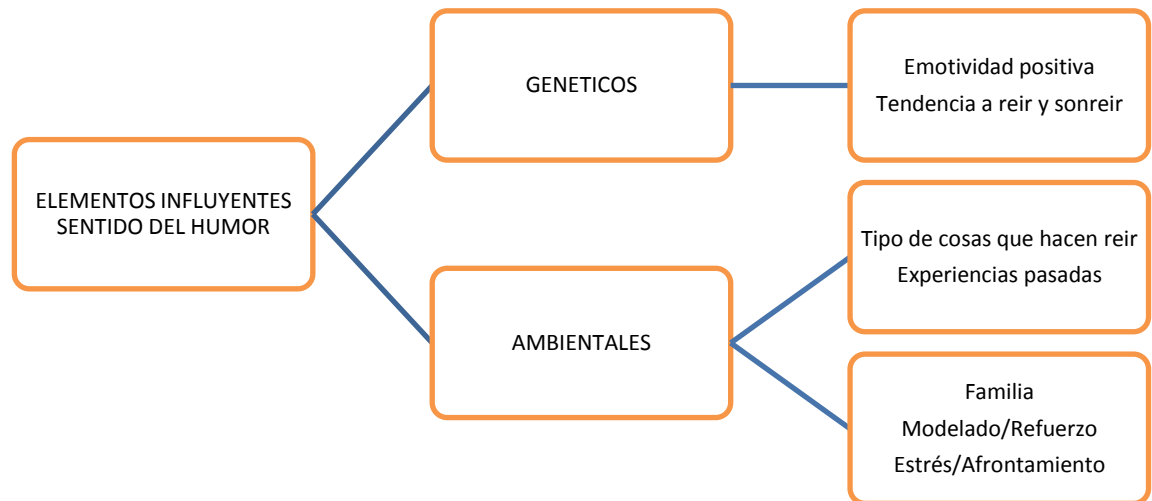 ELEMENTOS INFLUYENTES
SENTIDO DEL HUMOR
GENETICOS
Emotividad positiva
Tendencia a reir y sonreir
AMBIENTALES
Tipo de cosas que hacen reir
Experiencias pasadas
Familia
Modelado/Refuerzo
Estrés/Afrontamiento